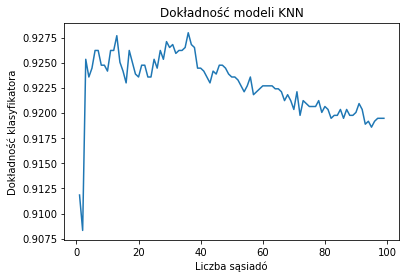 Dokładność modeli KNN
Dokładność klasyfikatora
0.9275
0.9250
0.9225
0.9200
0.9175
0.9150
0.9125
0.9100
0.9075
0 20 40 60 80 100
Liczba sąsiadó